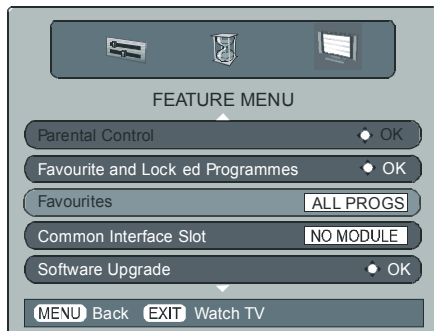 FEATURE MENU
Parental Control OK
Favourite and Lock ed Programmes OK
Favourites ALL PROGS
Common Interface Slot NO MODULE
Software Upgrade OK
MENU Back EXIT Watch TV